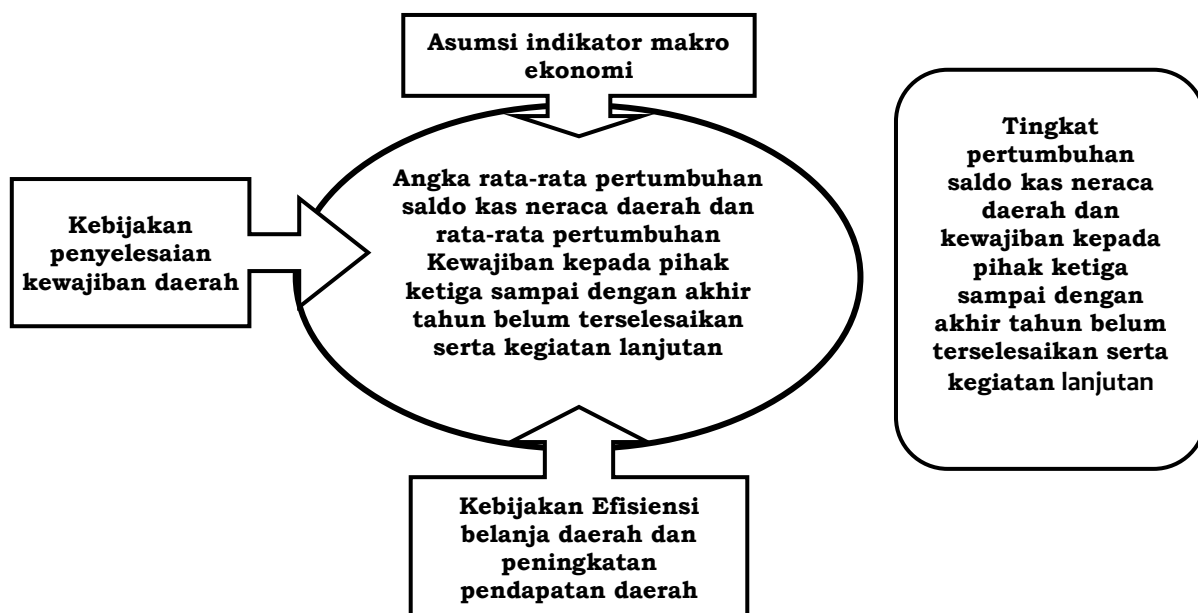 Asumsi indikator makro
ekonomi
Kebijakan
penyelesaian
kewajiban daerah
Angka rata-rata pertumbuhan
saldo kas neraca daerah dan
rata-rata pertumbuhan
Kewajiban kepada pihak
ketiga sampai dengan akhir
tahun belum terselesaikan
serta kegiatan lanjutan
Tingkat
pertumbuhan
saldo kas neraca
daerah dan
kewajiban kepada
pihak ketiga
sampai dengan
akhir tahun belum
terselesaikan serta
kegiatan lanjutan
Kebijakan Efisiensi
belanja daerah dan
peningkatan
pendapatan daerah